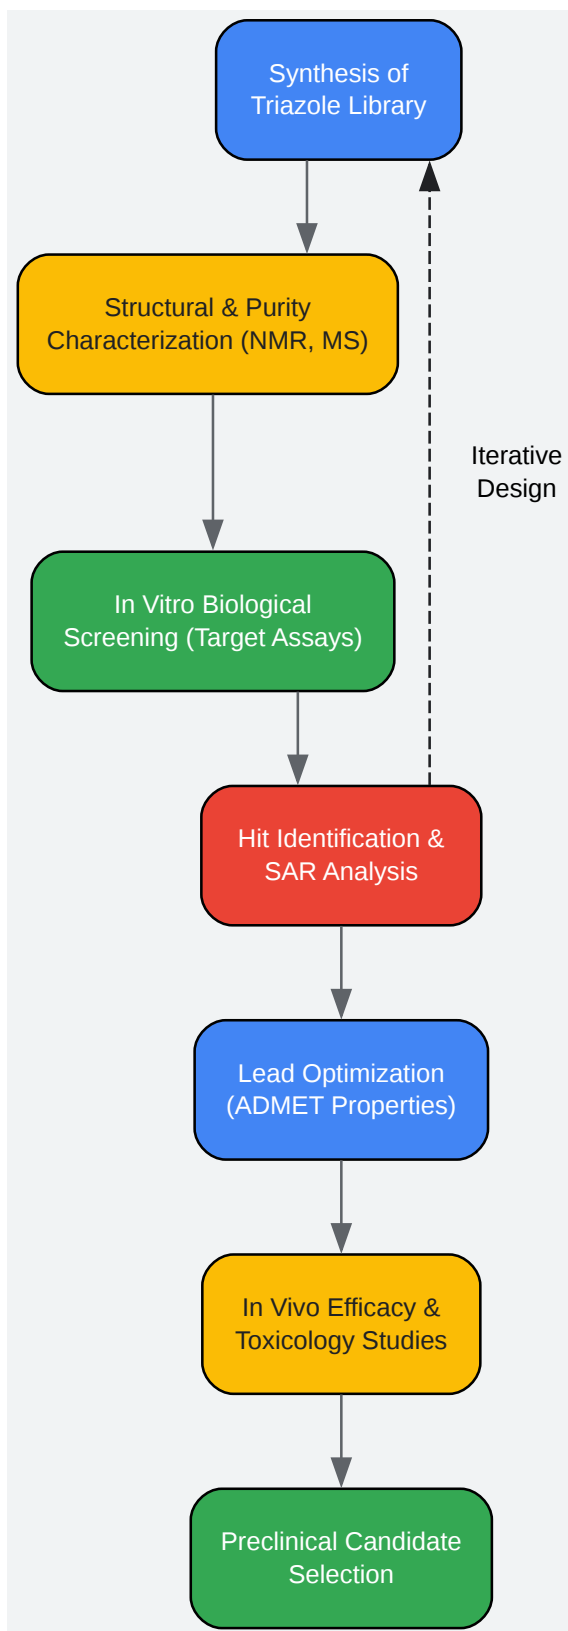 Synthesis of
Triazole Library
Structural & Purity
Characterization (NMR, MS)
Iterative
Design
In Vitro Biological
Screening (Target Assays)
Hit Identification &
SAR Analysis
Lead Optimization
(ADMET Properties)
In Vivo Efficacy &
Toxicology Studies
Preclinical Candidate
Selection